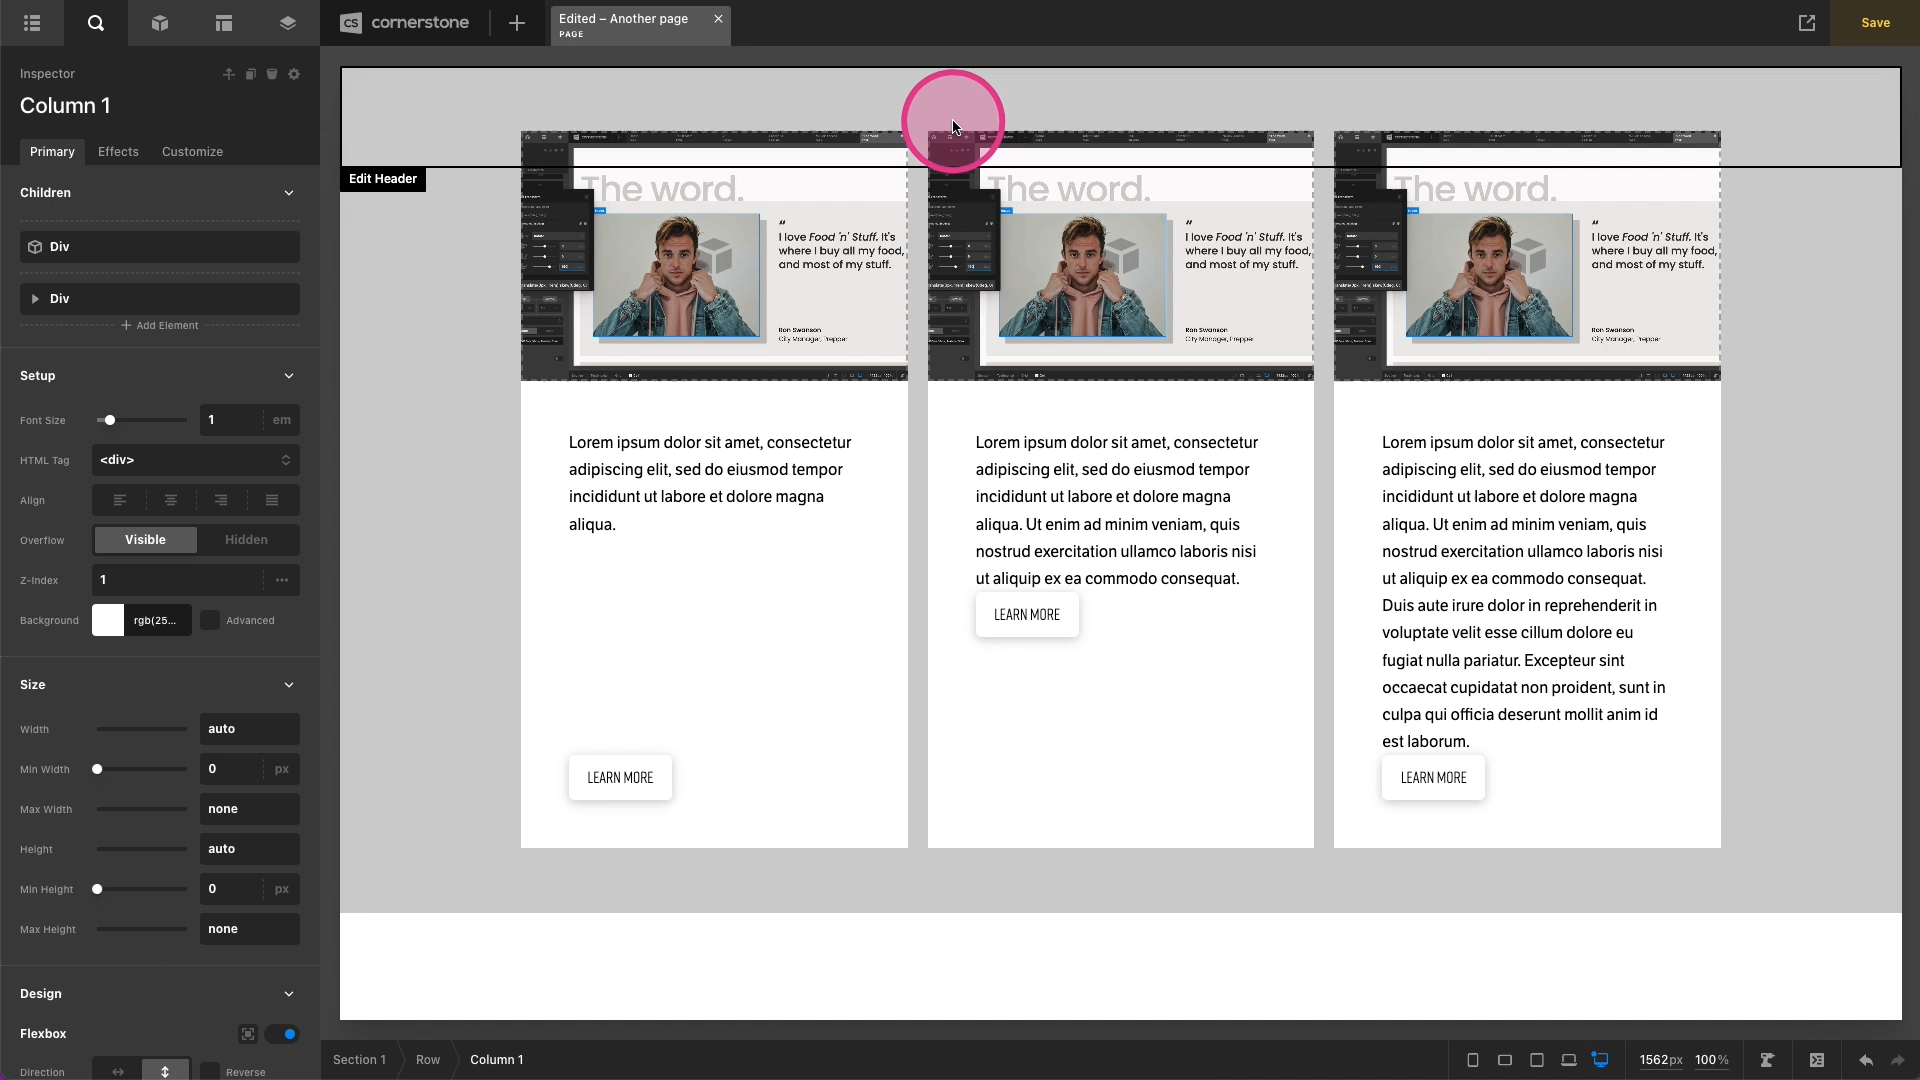 cornerstone
Edited – Another page
PAGE
Save
Inspector
Column 1
Primary
Effects
Customize
Children
Div
Div
Add Element
Setup
Font Size
1
em
HTML Tag
<div>
Align
Overflow
Visible
Hidden
Z-Index
1
Background
rgb(25...
Advanced
Size
Width
auto
Min Width
0
px
Max Width
none
Height
auto
Min Height
0
px
Max Height
none
Design
Flexbox
Direction
Reverse
Edit Header
The word.
“
I love Food 'n' Stuff. It's
where I buy all my food,
and most of my stuff.
Ron Swanson
City Manager, Prepper
The word.
“
I love Food 'n' Stuff. It's
where I buy all my food,
and most of my stuff.
Ron Swanson
City Manager, Prepper
The word.
“
I love Food 'n' Stuff. It's
where I buy all my food,
and most of my stuff.
Ron Swanson
City Manager, Prepper
Lorem ipsum dolor sit amet, consectetur
adipiscing elit, sed do eiusmod tempor
incididunt ut labore et dolore magna
aliqua.
LEARN MORE
Lorem ipsum dolor sit amet, consectetur
adipiscing elit, sed do eiusmod tempor
incididunt ut labore et dolore magna
aliqua. Ut enim ad minim veniam, quis
nostrud exercitation ullamco laboris nisi
ut aliquip ex ea commodo consequat.
LEARN MORE
Lorem ipsum dolor sit amet, consectetur
adipiscing elit, sed do eiusmod tempor
incididunt ut labore et dolore magna
aliqua. Ut enim ad minim veniam, quis
nostrud exercitation ullamco laboris nisi
ut aliquip ex ea commodo consequat.
Duis aute irure dolor in reprehenderit in
voluptate velit esse cillum dolore eu
fugiat nulla pariatur. Excepteur sint
occaecat cupidatat non proident, sunt in
culpa qui officia deserunt mollit anim id
est laborum.
LEARN MORE
Section 1
Row
Column 1
1562px
100%